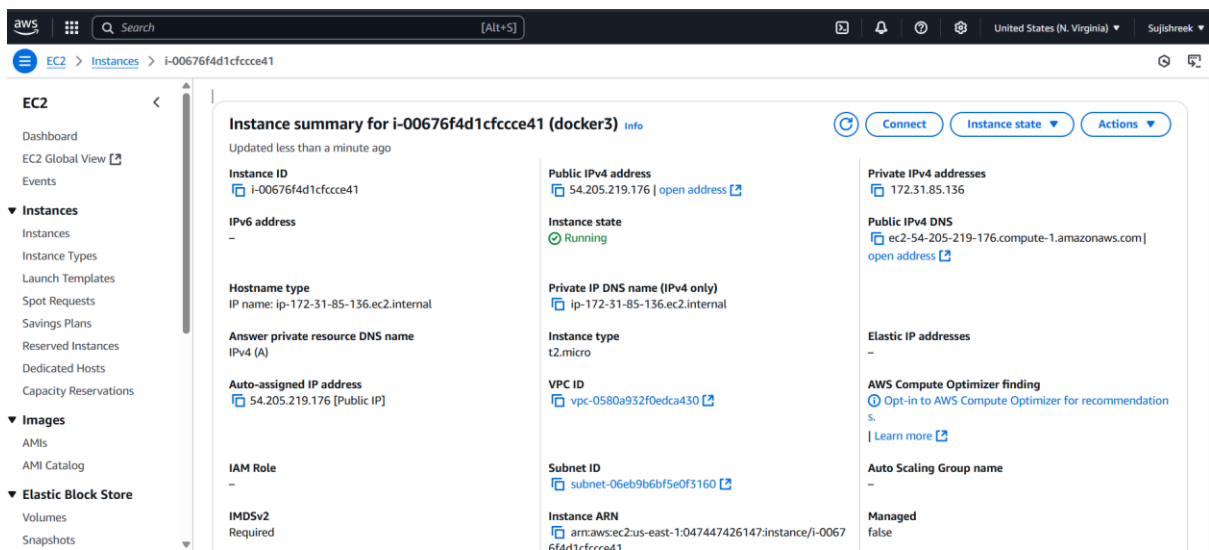 aws
Search [Alt+S]
United States (N. Virginia) ▼ Sujishreek ▼
EC2 > Instances > i-00676f4d1cfccce41
EC2
Dashboard
EC2 Global View
Events
▼ Instances
Instances
Instance Types
Launch Templates
Spot Requests
Savings Plans
Reserved Instances
Dedicated Hosts
Capacity Reservations
▼ Images
AMIs
AMI Catalog
▼ Elastic Block Store
Volumes
Snapshots
Instance summary for i-00676f4d1cfccce41 (docker3) Info
Connect
Instance state ▼
Actions ▼
Updated less than a minute ago
Instance ID
i-00676f4d1cfccce41
Public IPv4 address
54.205.219.176 | open address
Private IPv4 addresses
172.31.85.136
IPv6 address
–
Instance state
Running
Public IPv4 DNS
ec2-54-205-219-176.compute-1.amazonaws.com |
open address
Hostname type
IP name: ip-172-31-85-136.ec2.internal
Private IP DNS name (IPv4 only)
ip-172-31-85-136.ec2.internal
Answer private resource DNS name
IPv4 (A)
Instance type
t2.micro
Elastic IP addresses
–
Auto-assigned IP address
54.205.219.176 [Public IP]
VPC ID
vpc-0580a932f0edca430
AWS Compute Optimizer finding
Opt-in to AWS Compute Optimizer for recommendation
s.
| Learn more
IAM Role
–
Subnet ID
subnet-06eb9b6bf5e0f3160
Auto Scaling Group name
–
IMDSv2
Required
Instance ARN
arn:aws:ec2:us-east-1:047447426147:instance/i-0067
6f4d1cfccce41
Managed
false